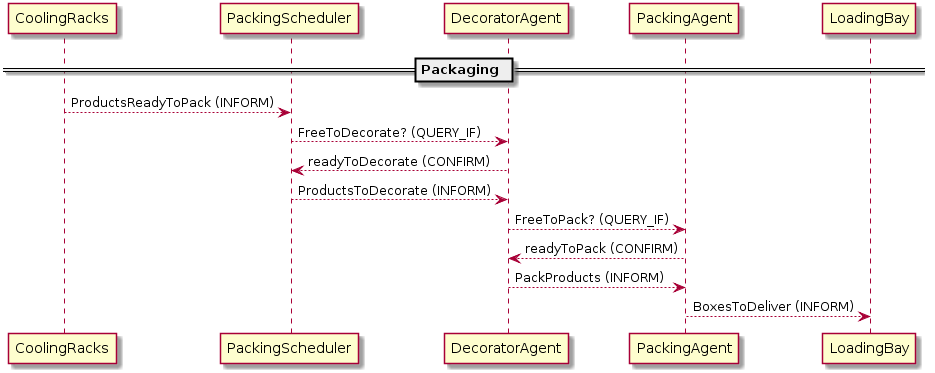 CoolingRacks PackingScheduler DecoratorAgent PackingAgent LoadingBay
Packaging
ProductsReadyToPack (INFORM)
FreeToDecorate? (QUERY_IF)
readyToDecorate (CONFIRM)
ProductsToDecorate (INFORM)
FreeToPack? (QUERY_IF)
readyToPack (CONFIRM)
PackProducts (INFORM)
BoxesToDeliver (INFORM)
CoolingRacks PackingScheduler DecoratorAgent PackingAgent LoadingBay